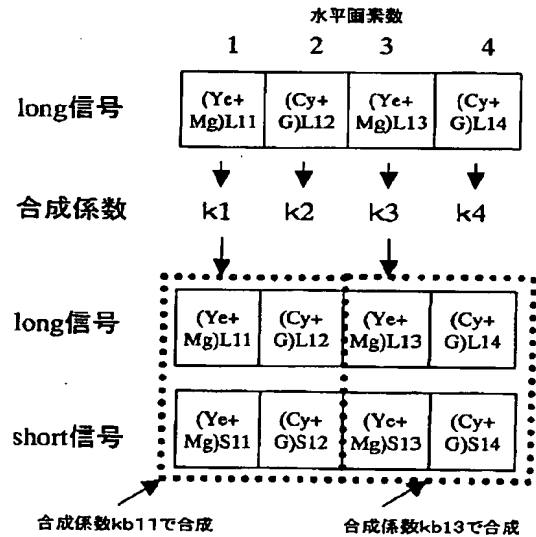 水平画素数
1 2 3 4
long信号 (Ye+Mg)L11 (Cy+G)L12 (Ye+Mg)L13 (Cy+G)L14
合成係数 k1 k2 k3 k4
long信号 (Ye+Mg)L11 (Cy+G)L12 (Ye+Mg)L13 (Cy+G)L14
short信号 (Ye+Mg)S11 (Cy+G)S12 (Ye+Mg)S13 (Cy+G)S14
合成係数kb11で合成 合成係数kb13で合成